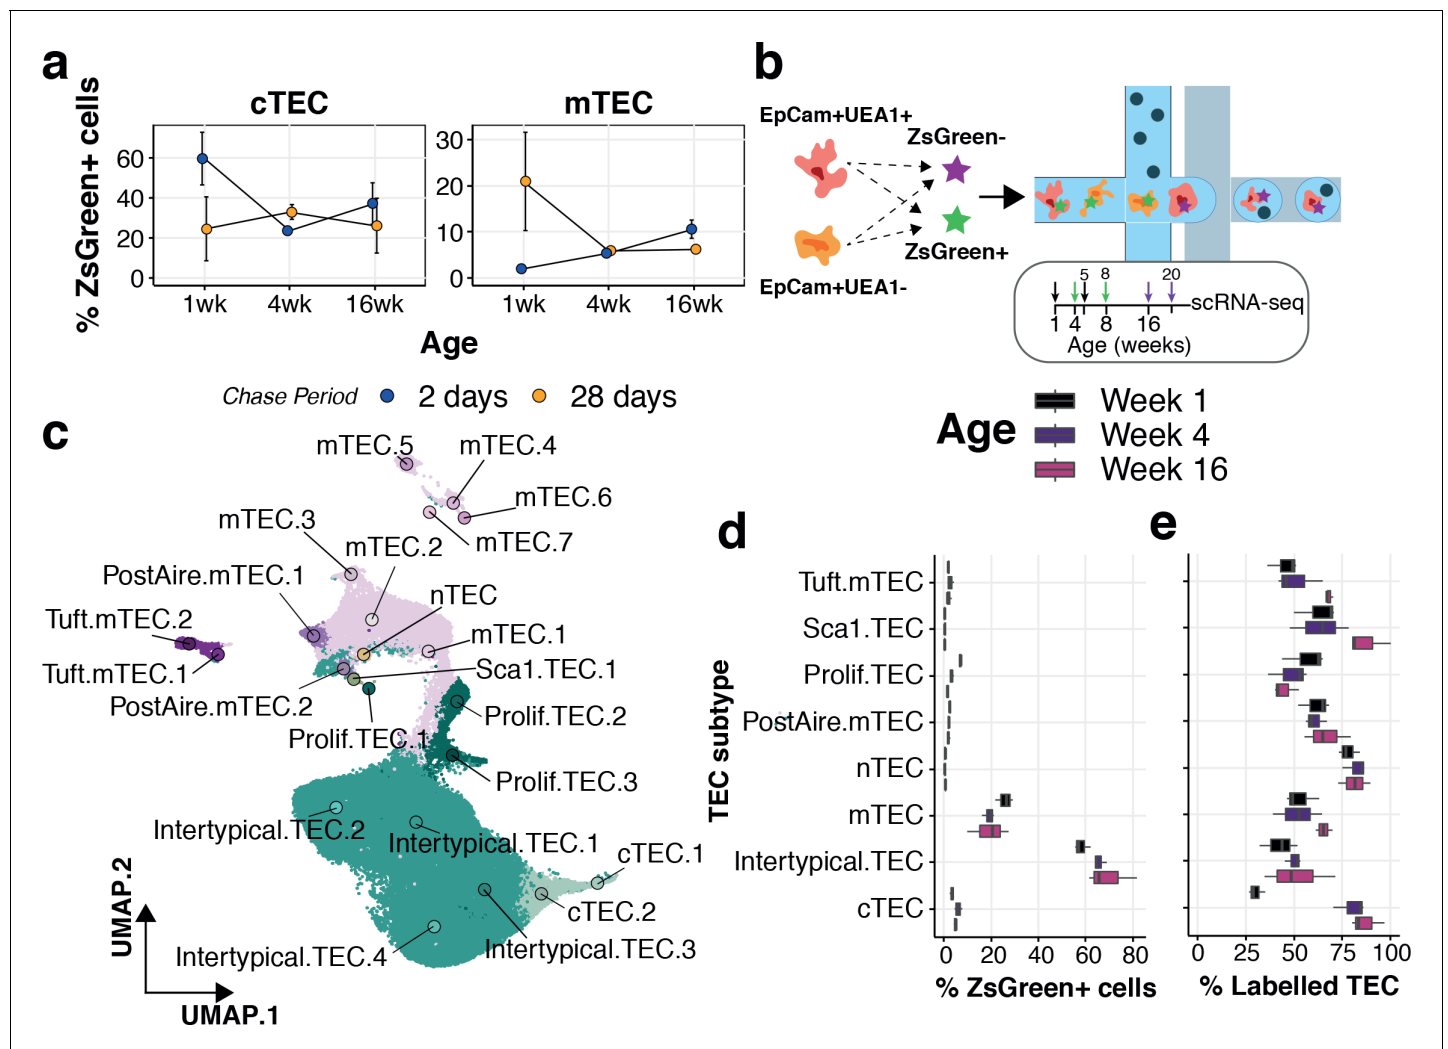 a
% ZsGreen+ cells
cTEC
mTEC
60
40
20
0
30
20
10
0
1wk
4wk
16wk
1wk
4wk
16wk
Age
Chase Period
2 days
28 days
b
EpCam+UEA1+
ZsGreen-
ZsGreen+
EpCam+UEA1-
5
8
20
scRNA-seq
1
4
8
16
Age (weeks)
Age
Week 1
Week 4
Week 16
c
mTEC.5
mTEC.4
mTEC.6
mTEC.3
mTEC.7
mTEC.2
PostAire.mTEC.1
nTEC
Tuft.mTEC.2
mTEC.1
Sca1.TEC.1
Tuft.mTEC.1
PostAire.mTEC.2
Prolif.TEC.2
Prolif.TEC.1
Prolif.TEC.3
Intertypical.TEC.2
Intertypical.TEC.1
cTEC.1
cTEC.2
Intertypical.TEC.3
Intertypical.TEC.4
UMAP.2
UMAP.1
d
TEC subtype
Tuft.mTEC
Sca1.TEC
Prolif.TEC
PostAire.mTEC
nTEC
mTEC
Intertypical.TEC
cTEC
0
20
40
60
80
% ZsGreen+ cells
e
0
25
50
75
100
% Labelled TEC